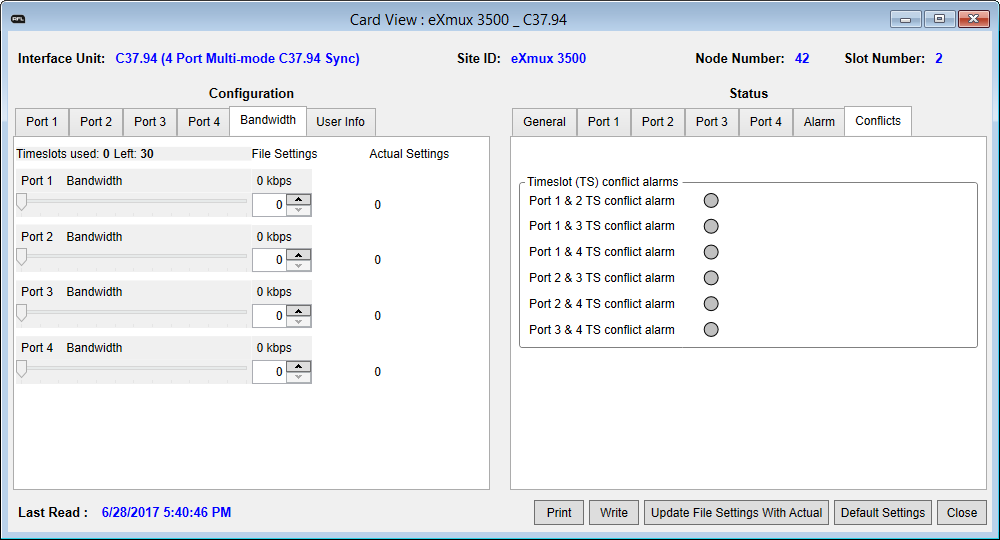 RFL
Card View : eXmux 3500 _ C37.94
Interface Unit: C37.94 (4 Port Multi-mode C37.94 Sync) Site ID: eXmux 3500 Node Number: 42 Slot Number: 2
Configuration
Port 1 Port 2 Port 3 Port 4 Bandwidth User Info
Timeslots used: 0 Left: 30 File Settings Actual Settings
Port 1 Bandwidth 0 kbps
0 0
Port 2 Bandwidth 0 kbps
0 0
Port 3 Bandwidth 0 kbps
0 0
Port 4 Bandwidth 0 kbps
0 0
Status
General Port 1 Port 2 Port 3 Port 4 Alarm Conflicts
Timeslot (TS) conflict alarms
Port 1 & 2 TS conflict alarm
Port 1 & 3 TS conflict alarm
Port 1 & 4 TS conflict alarm
Port 2 & 3 TS conflict alarm
Port 2 & 4 TS conflict alarm
Port 3 & 4 TS conflict alarm
Last Read : 6/28/2017 5:40:46 PM
Print Write Update File Settings With Actual Default Settings Close